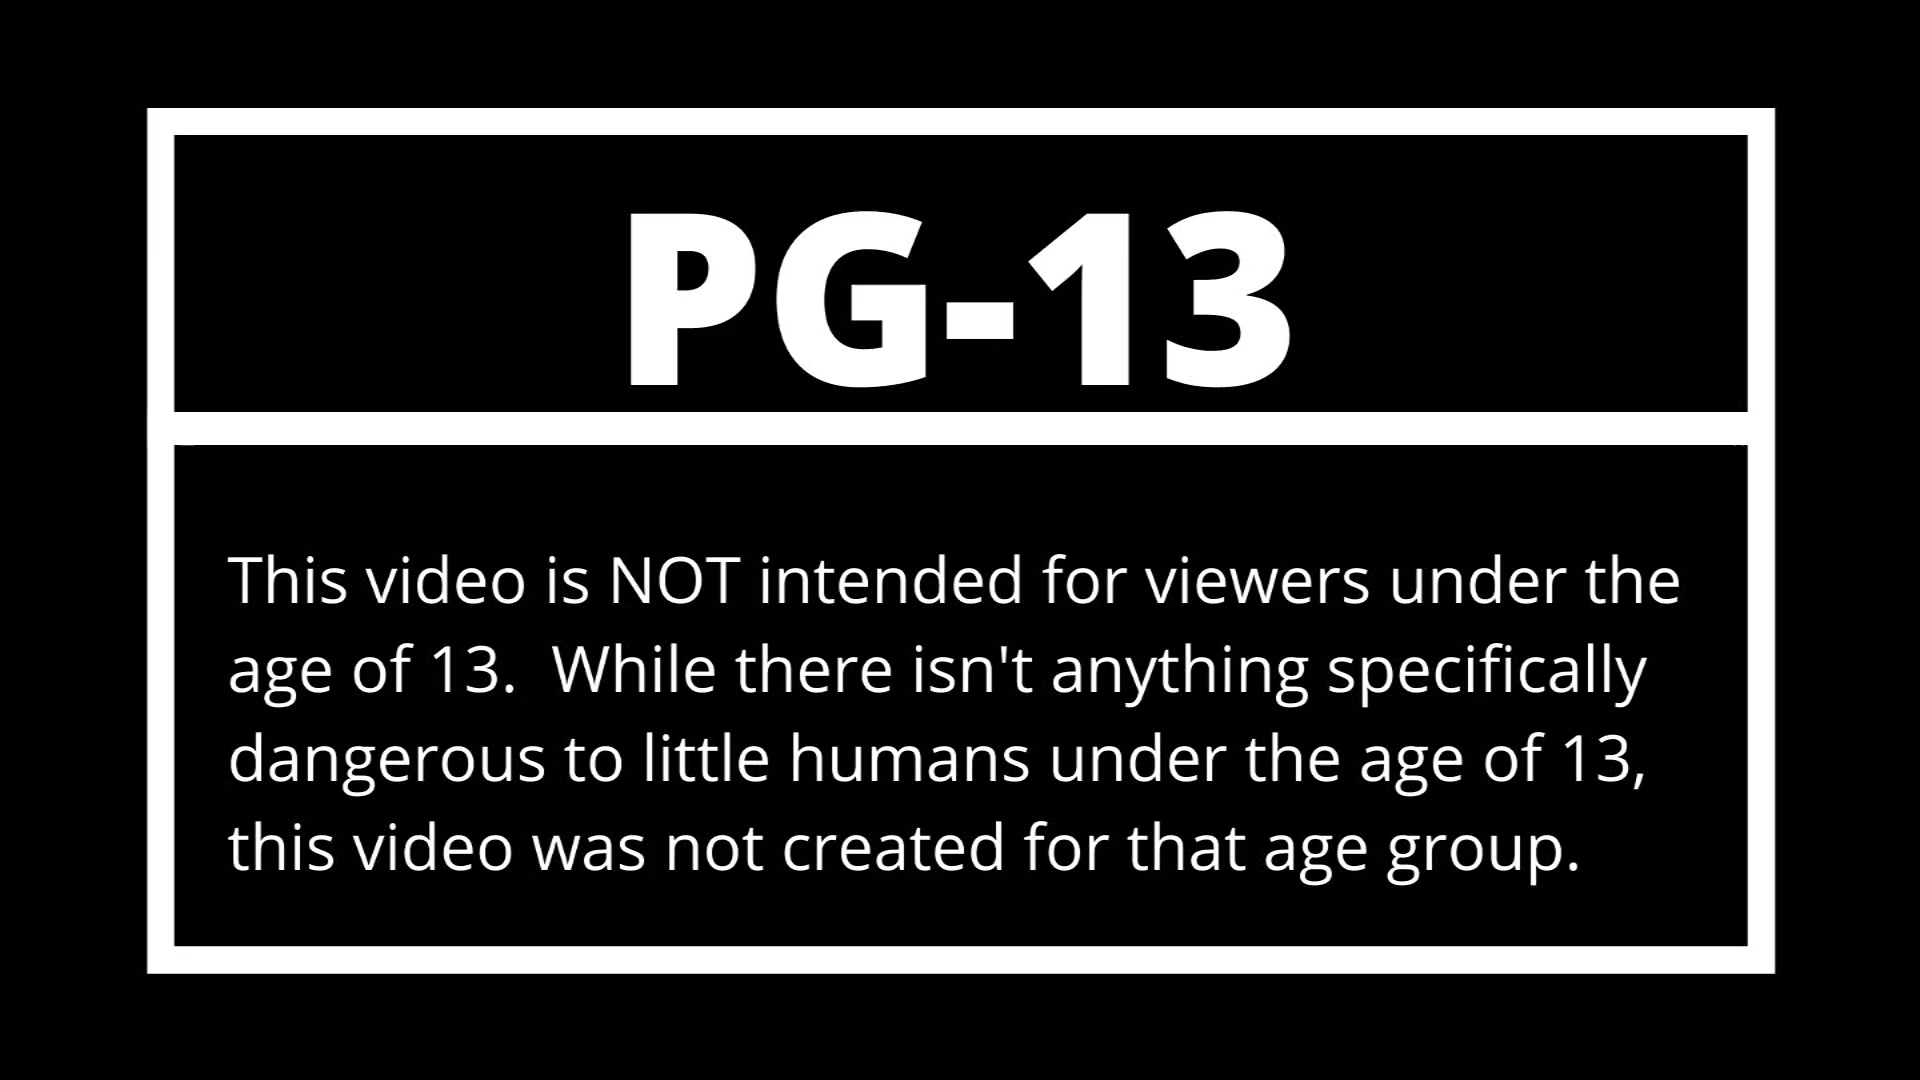 PG-13
This video is NOT intended for viewers under the
age of 13.  While there isn't anything specifically
dangerous to little humans under the age of 13,
this video was not created for that age group.